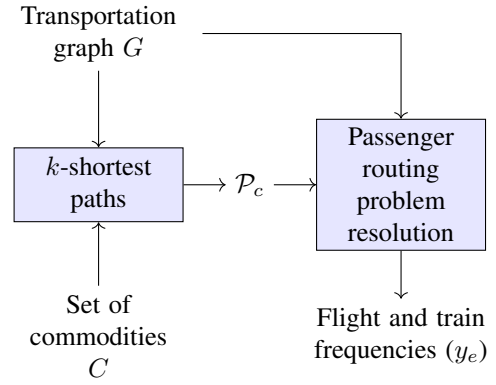 Transportation
graph G
k-shortest
paths
𝒫c
Passenger
routing
problem
resolution
Set of
commodities
C
Flight and train
frequencies (ye)